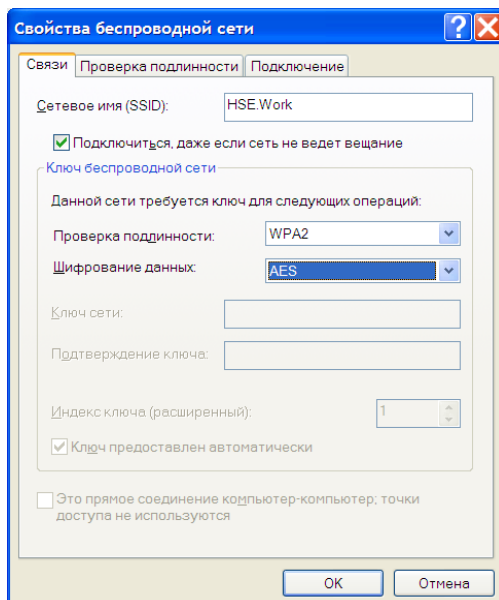 Свойства беспроводной сети
Связи Проверка подлинности Подключение
Сетевое имя (SSID): HSE.Work
Подключиться, даже если сеть не ведет вещание
Ключ беспроводной сети
Данной сети требуется ключ для следующих операций:
Проверка подлинности: WPA2
Шифрование данных: AES
Ключ сети:
Подтверждение ключа:
Индекс ключа (расширенный): 1
Ключ предоставлен автоматически
Это прямое соединение компьютер-компьютер; точки
доступа не используются
OK Отмена